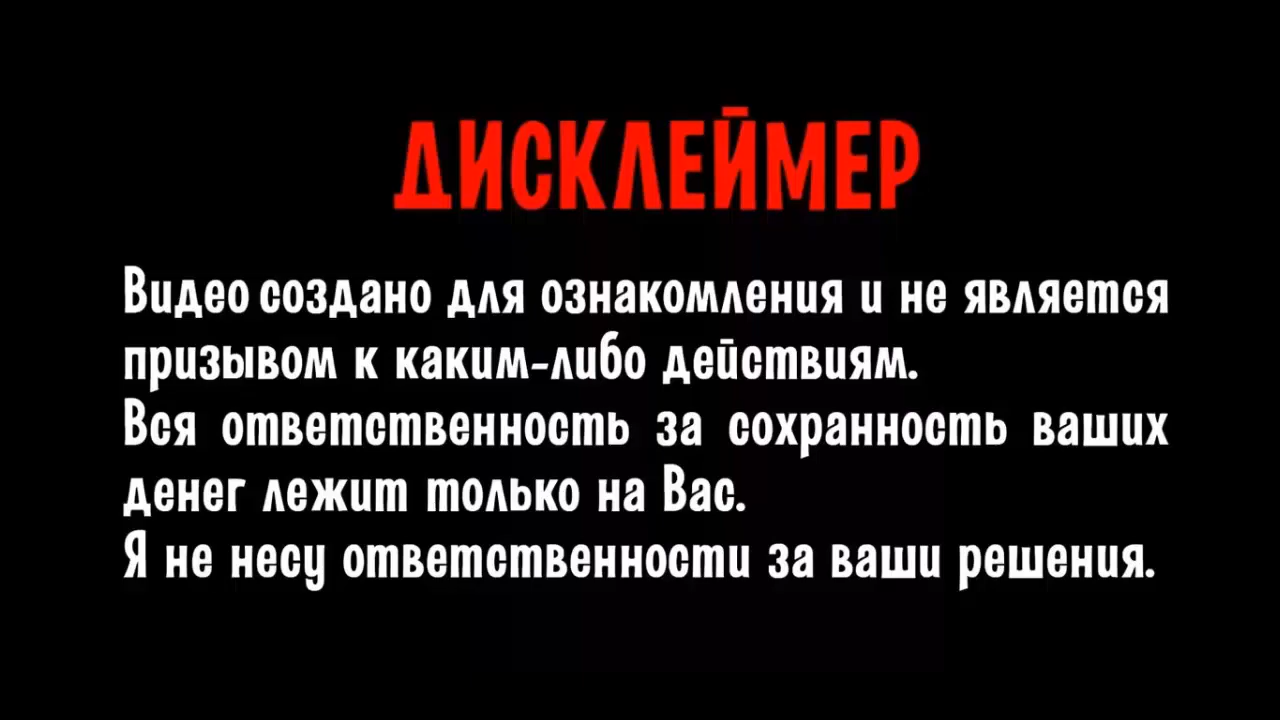 ДИСКЛЕЙМЕР
Видео создано для ознакомления и не является
призывом к каким-либо действиям.
Вся ответственность за сохранность ваших
денег лежит только на Вас.
Я не несу ответственности за ваши решения.